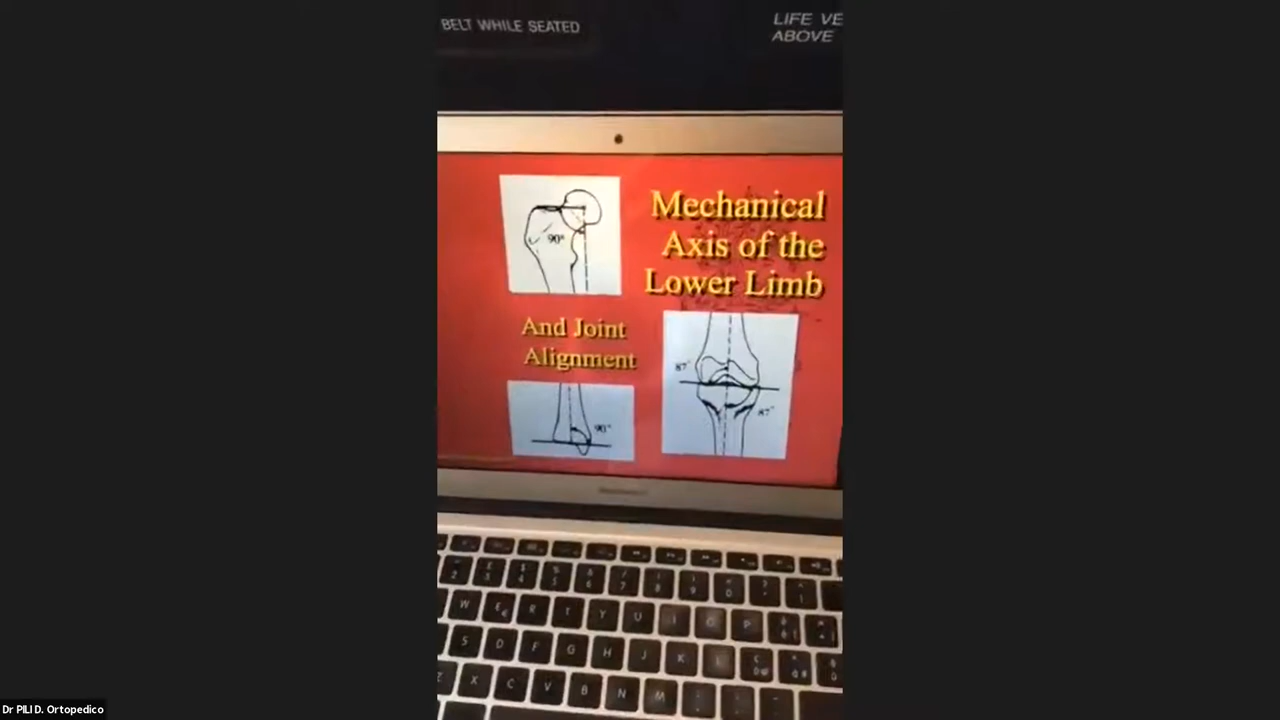 BELT WHILE SEATED
LIFE VE
ABOVE
Mechanical
Axis of the
Lower Limb
90°
And Joint
Alignment
87°
87°
90°
W E R T Y U I O P
S D F G H J K L
X C V B N M
Dr PILI D. Ortopedico